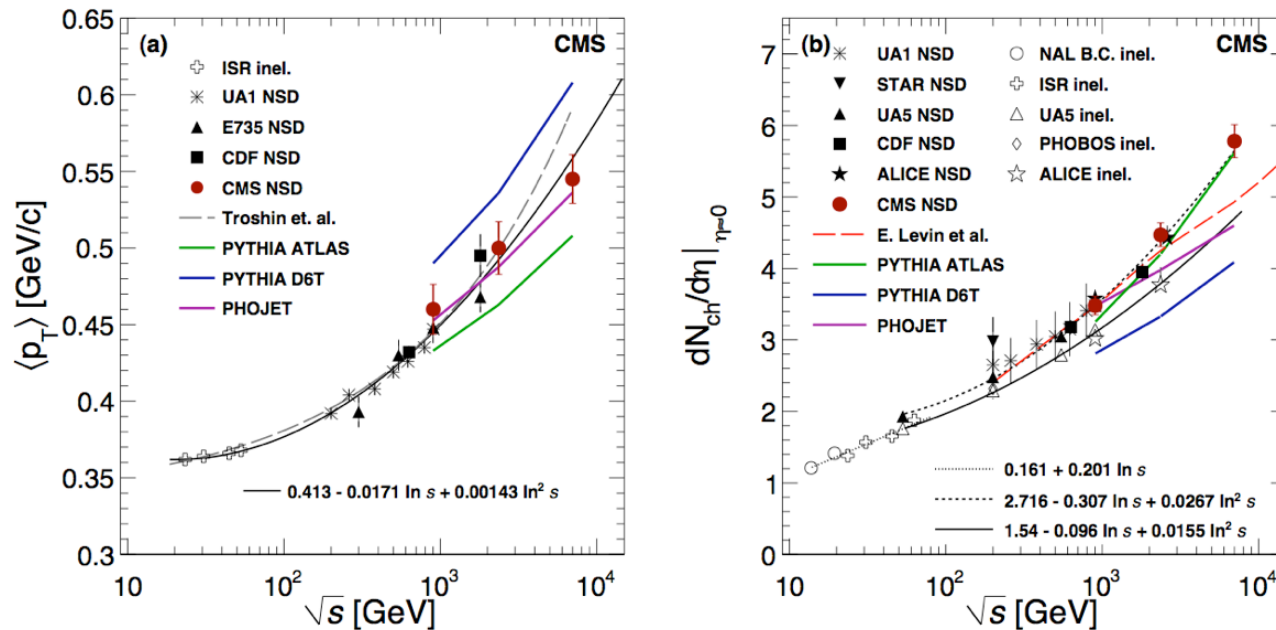 (a)
CMS
ISR inel.
UA1 NSD
E735 NSD
CDF NSD
CMS NSD
Troshin et. al.
PYTHIA ATLAS
PYTHIA D6T
PHOJET
0.413 - 0.0171 ln s + 0.00143 ln² s
0.65
0.6
0.55
0.5
0.45
0.4
0.35
0.3
⟨p_T⟩ [GeV/c]
10
10²
10³
10⁴
√s [GeV]
(b)
CMS
UA1 NSD
STAR NSD
UA5 NSD
CDF NSD
ALICE NSD
CMS NSD
E. Levin et al.
PYTHIA ATLAS
PYTHIA D6T
PHOJET
NAL B.C. inel.
ISR inel.
UA5 inel.
PHOBOS inel.
ALICE inel.
0.161 + 0.201 ln s
2.716 - 0.307 ln s + 0.0267 ln² s
1.54 - 0.096 ln s + 0.0155 ln² s
7
6
5
4
3
2
1
0
dN_ch/dη|_η≈0
10
10²
10³
10⁴
√s [GeV]